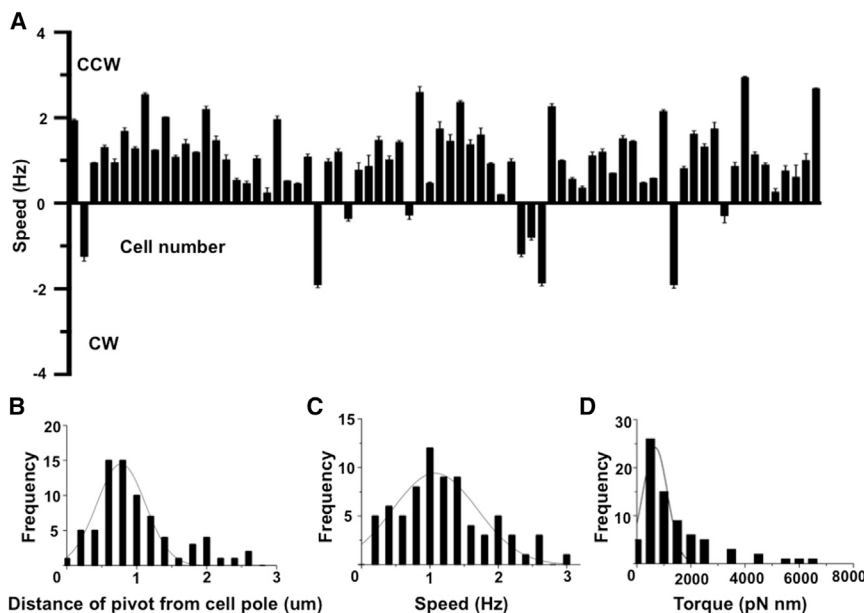 A
4
CCW
2
0
Speed (Hz)
Cell number
-2
CW
-4
B
20
15
10
5
0
Frequency
0 1 2 3
Distance of pivot from cell pole (um)
C
15
10
5
0
Frequency
0 1 2 3
Speed (Hz)
D
30
20
10
0
Frequency
2000 4000 6000 8000
Torque (pN nm)